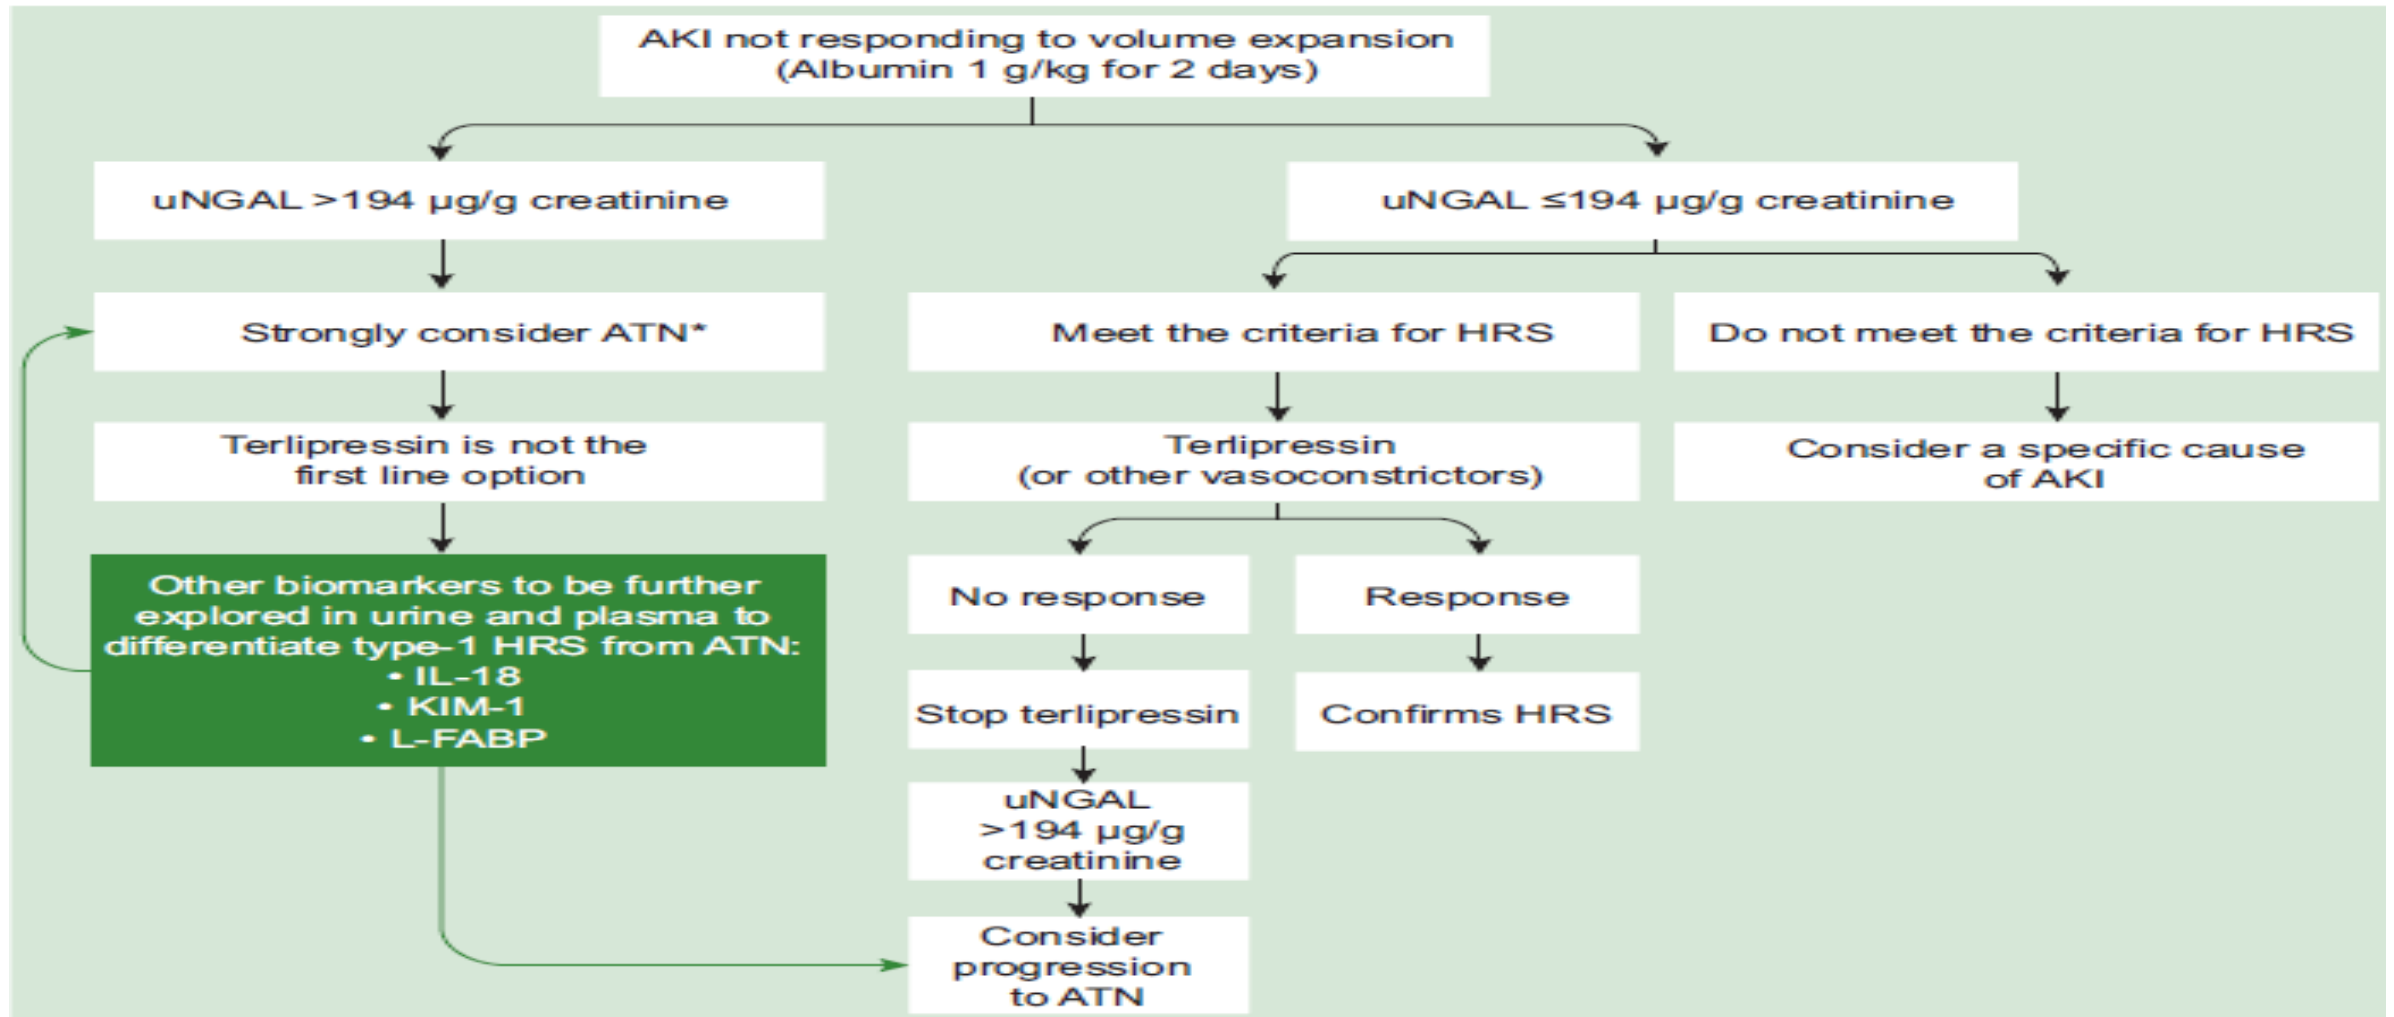 AKI not responding to volume expansion
(Albumin 1 g/kg for 2 days)
uNGAL >194 µg/g creatinine
uNGAL ≤194 µg/g creatinine
Strongly consider ATN*
Meet the criteria for HRS
Do not meet the criteria for HRS
Terlipressin is not the
first line option
Terlipressin
(or other vasoconstrictors)
Consider a specific cause
of AKI
Other biomarkers to be further
explored in urine and plasma to
differentiate type-1 HRS from ATN:
• IL-18
• KIM-1
• L-FABP
No response
Response
Stop terlipressin
Confirms HRS
uNGAL
>194 µg/g
creatinine
Consider
progression
to ATN